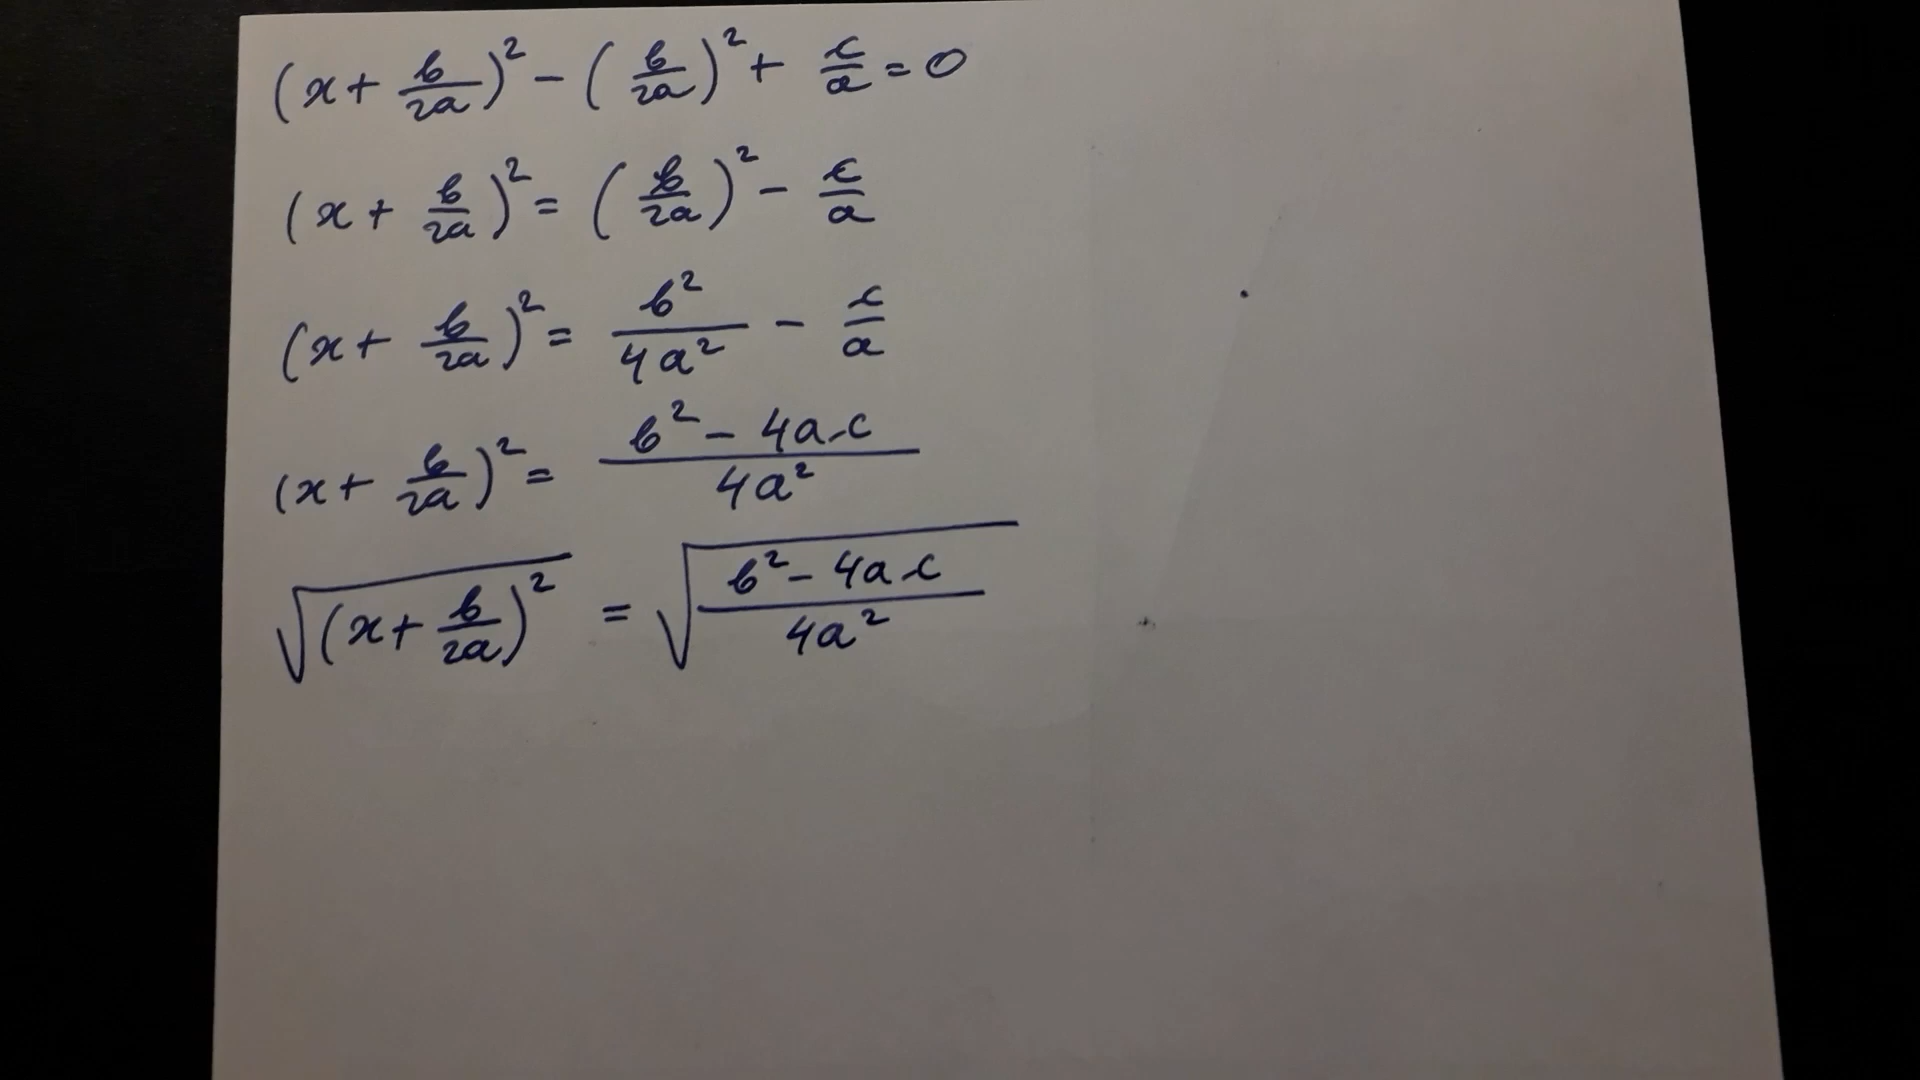 (x + b/2a)² - (b/2a)² + c/a = 0
(x + b/2a)² = (b/2a)² - c/a
(x + b/2a)² = b²/4a² - c/a
(x + b/2a)² = (b² - 4ac)/4a²
√(x + b/2a)² = √((b² - 4ac)/4a²)